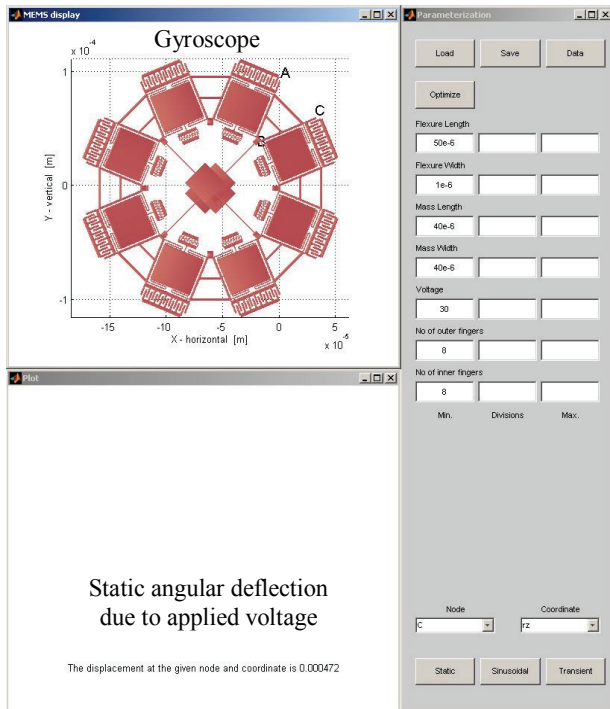 MEMS display
Gyroscope
x 10⁻⁴
A
C
B
1
0
-1
Y - vertical [m]
-15
-10
-5
0
5
X - horizontal [m]
x 10⁻⁵
Plot
Static angular deflection
due to applied voltage
The displacement at the given node and coordinate is 0.000472
Parameterization
Load Save Data
Optimize
Flexure Length
50e-6
Flexure Width
1e-6
Mass Length
40e-6
Mass Width
40e-6
Voltage
30
No of outer fingers
8
No of inner fingers
8
Min. Divisions Max.
Node Coordinate
C rz
Static Sinusoidal Transient